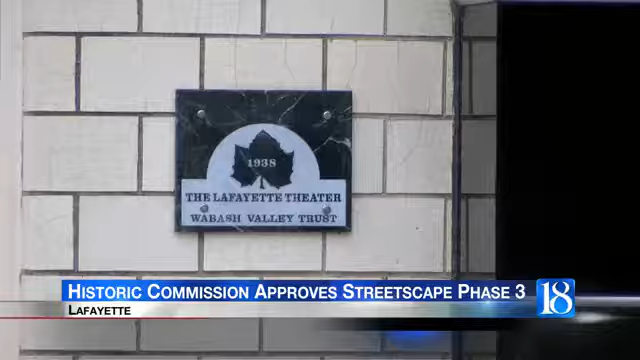 1938
THE LAFAYETTE THEATER
WABASH VALLEY TRUST
HISTORIC COMMISSION APPROVES STREETSCAPE PHASE 3
18
LAFAYETTE